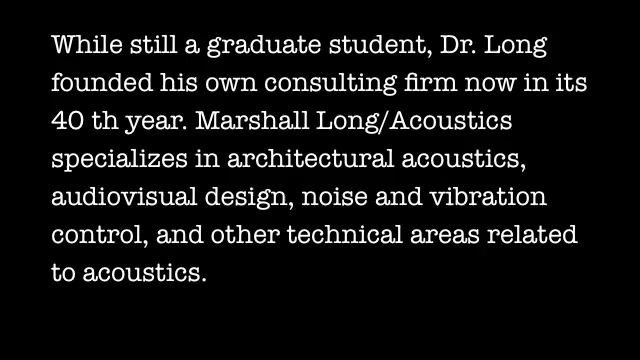 While still a graduate student, Dr. Long
founded his own consulting firm now in its
40 th year. Marshall Long/Acoustics
specializes in architectural acoustics,
audiovisual design, noise and vibration
control, and other technical areas related
to acoustics.